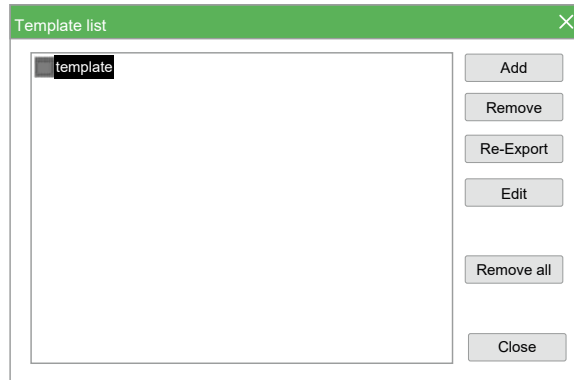 Template list
template
Add
Remove
Re-Export
Edit
Remove all
Close